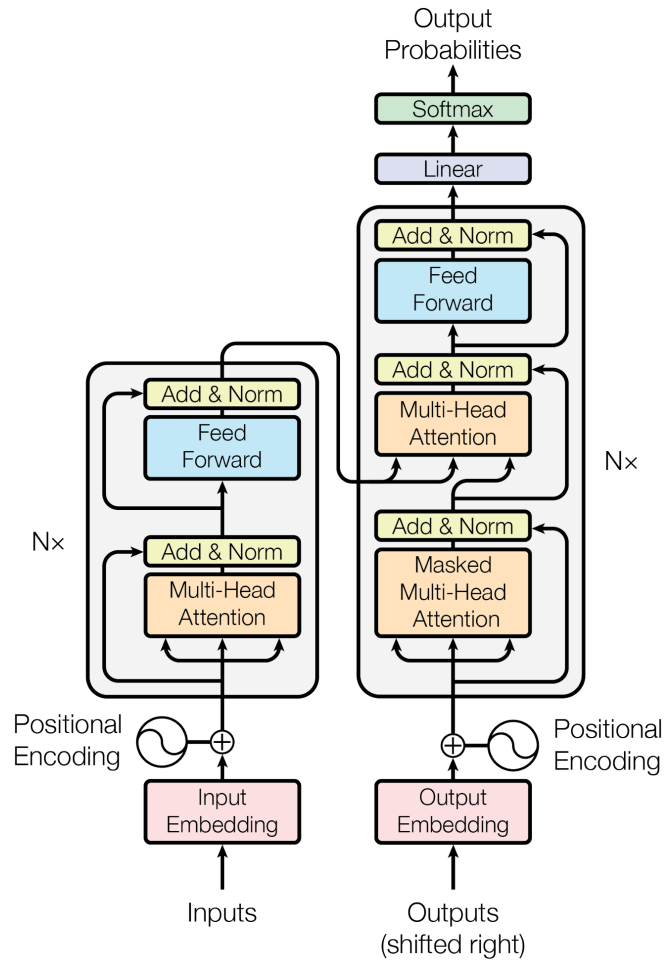 Output
Probabilities
Softmax
Linear
Add & Norm
Feed
Forward
Add & Norm
Multi-Head
Attention
Add & Norm
Masked
Multi-Head
Attention
Nx
Add & Norm
Feed
Forward
Add & Norm
Multi-Head
Attention
Nx
Positional
Encoding
Positional
Encoding
Input
Embedding
Output
Embedding
Inputs
Outputs
(shifted right)